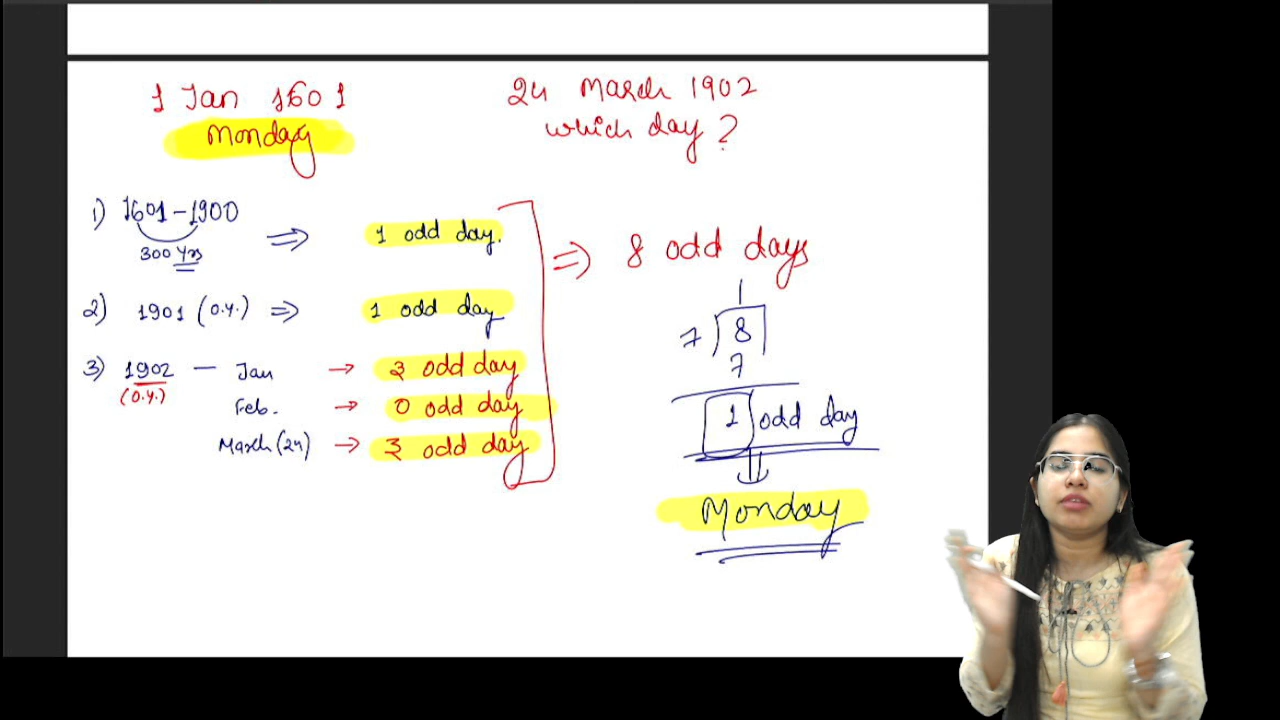 1 Jan 1601
Monday
24 March 1902
which day ?
1) 1601 - 1900 ⇒ 1 odd day.
300 Yrs
2) 1901 (O.Y.) ⇒ 1 odd day
3) 1902 — Jan → 3 odd day
(O.Y.)
Feb. → 0 odd day
March (24) → 3 odd day
⇒ 8 odd days
1
7 8
7
1 odd day
Monday